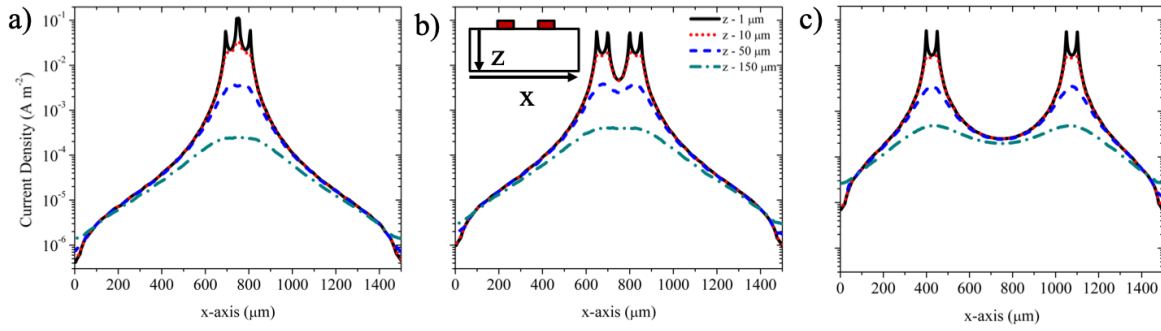 a)
b)
c)
Current Density (A m⁻²)
10⁻¹
10⁻²
10⁻³
10⁻⁴
10⁻⁵
10⁻⁶
z - 1 μm
z - 10 μm
z - 50 μm
z - 150 μm
z
x
0 200 400 600 800 1000 1200 1400
0 200 400 600 800 1000 1200 1400
0 200 400 600 800 1000 1200 1400
x-axis (μm)
x-axis (μm)
x-axis (μm)